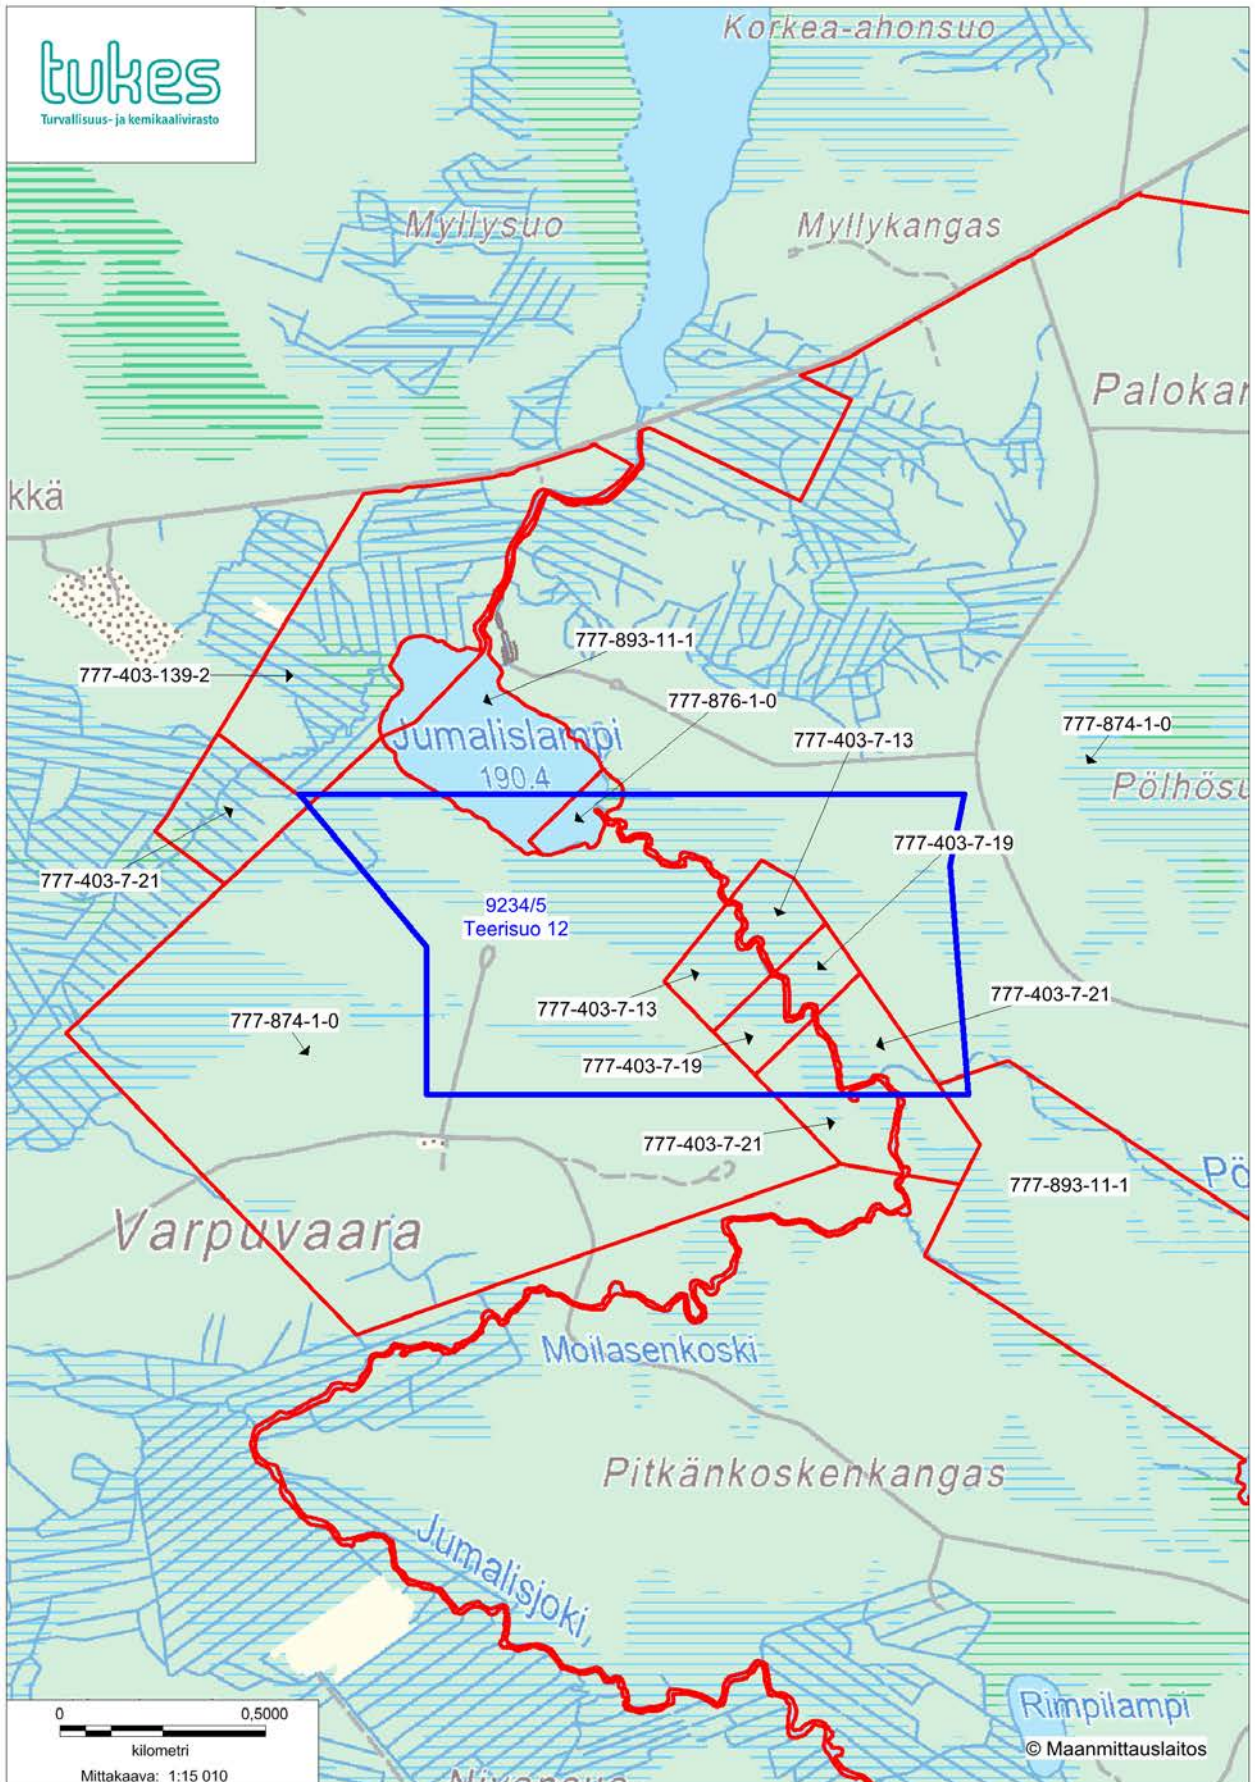 tukes
Turvallisuus- ja kemikaalivirasto
Korkea-ahonsuo
Myllysuo
Myllykangas
Palokan
kkä
777-893-11-1
777-403-139-2
777-876-1-0
777-874-1-0
777-403-7-13
Jumalislampi
190.4
Pölhösu
777-403-7-19
777-403-7-21
9234/5
Teerisuo 12
777-403-7-21
777-403-7-13
777-874-1-0
777-403-7-19
777-403-7-21
Pö
777-893-11-1
Varpuvaara
Moilasenkoski
Pitkänkoskenkangas
Jumalisjoki
Rimpilampi
0 0,5000
kilometri
© Maanmittauslaitos
Mittakaava: 1:15 010